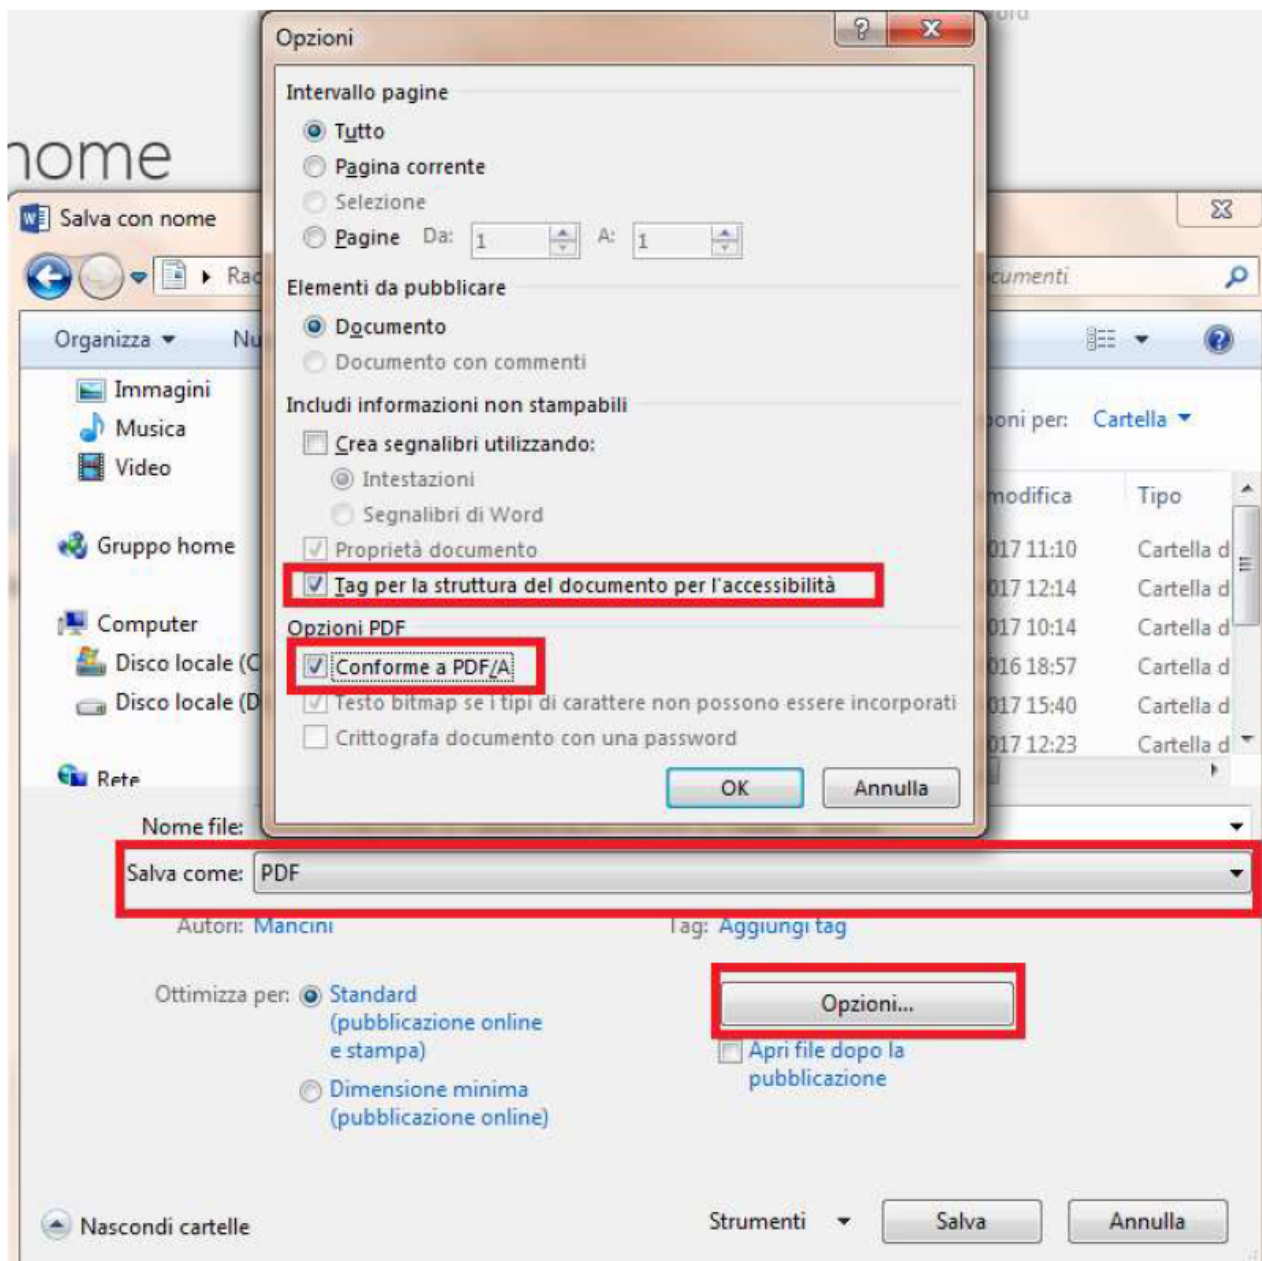 Opzioni
Intervallo pagine
Tutto
Pagina corrente
Selezione
Pagine Da: 1 A: 1
Elementi da pubblicare
Documento
Documento con commenti
Includi informazioni non stampabili
Crea segnalibri utilizzando:
Intestazioni
Segnalibri di Word
Proprietà documento
Tag per la struttura del documento per l'accessibilità
Opzioni PDF
Conforme a PDF/A
Testo bitmap se i tipi di carattere non possono essere incorporati
Crittografa documento con una password
OK Annulla
nome
Salva con nome
Rac
cumenti
Organizza Nu
Immagini
Musica
Video
Gruppo home
Computer
Disco locale (C
Disco locale (D
Rete
poni per: Cartella
modifica Tipo
017 11:10 Cartella d
017 12:14 Cartella d
017 10:14 Cartella d
016 18:57 Cartella d
017 15:40 Cartella d
017 12:23 Cartella d
Nome file:
Salva come: PDF
Autori: Mancini Tag: Aggiungi tag
Ottimizza per: Standard
(pubblicazione online
e stampa)
Dimensione minima
(pubblicazione online)
Opzioni...
Apri file dopo la
pubblicazione
Nascondi cartelle Strumenti Salva Annulla